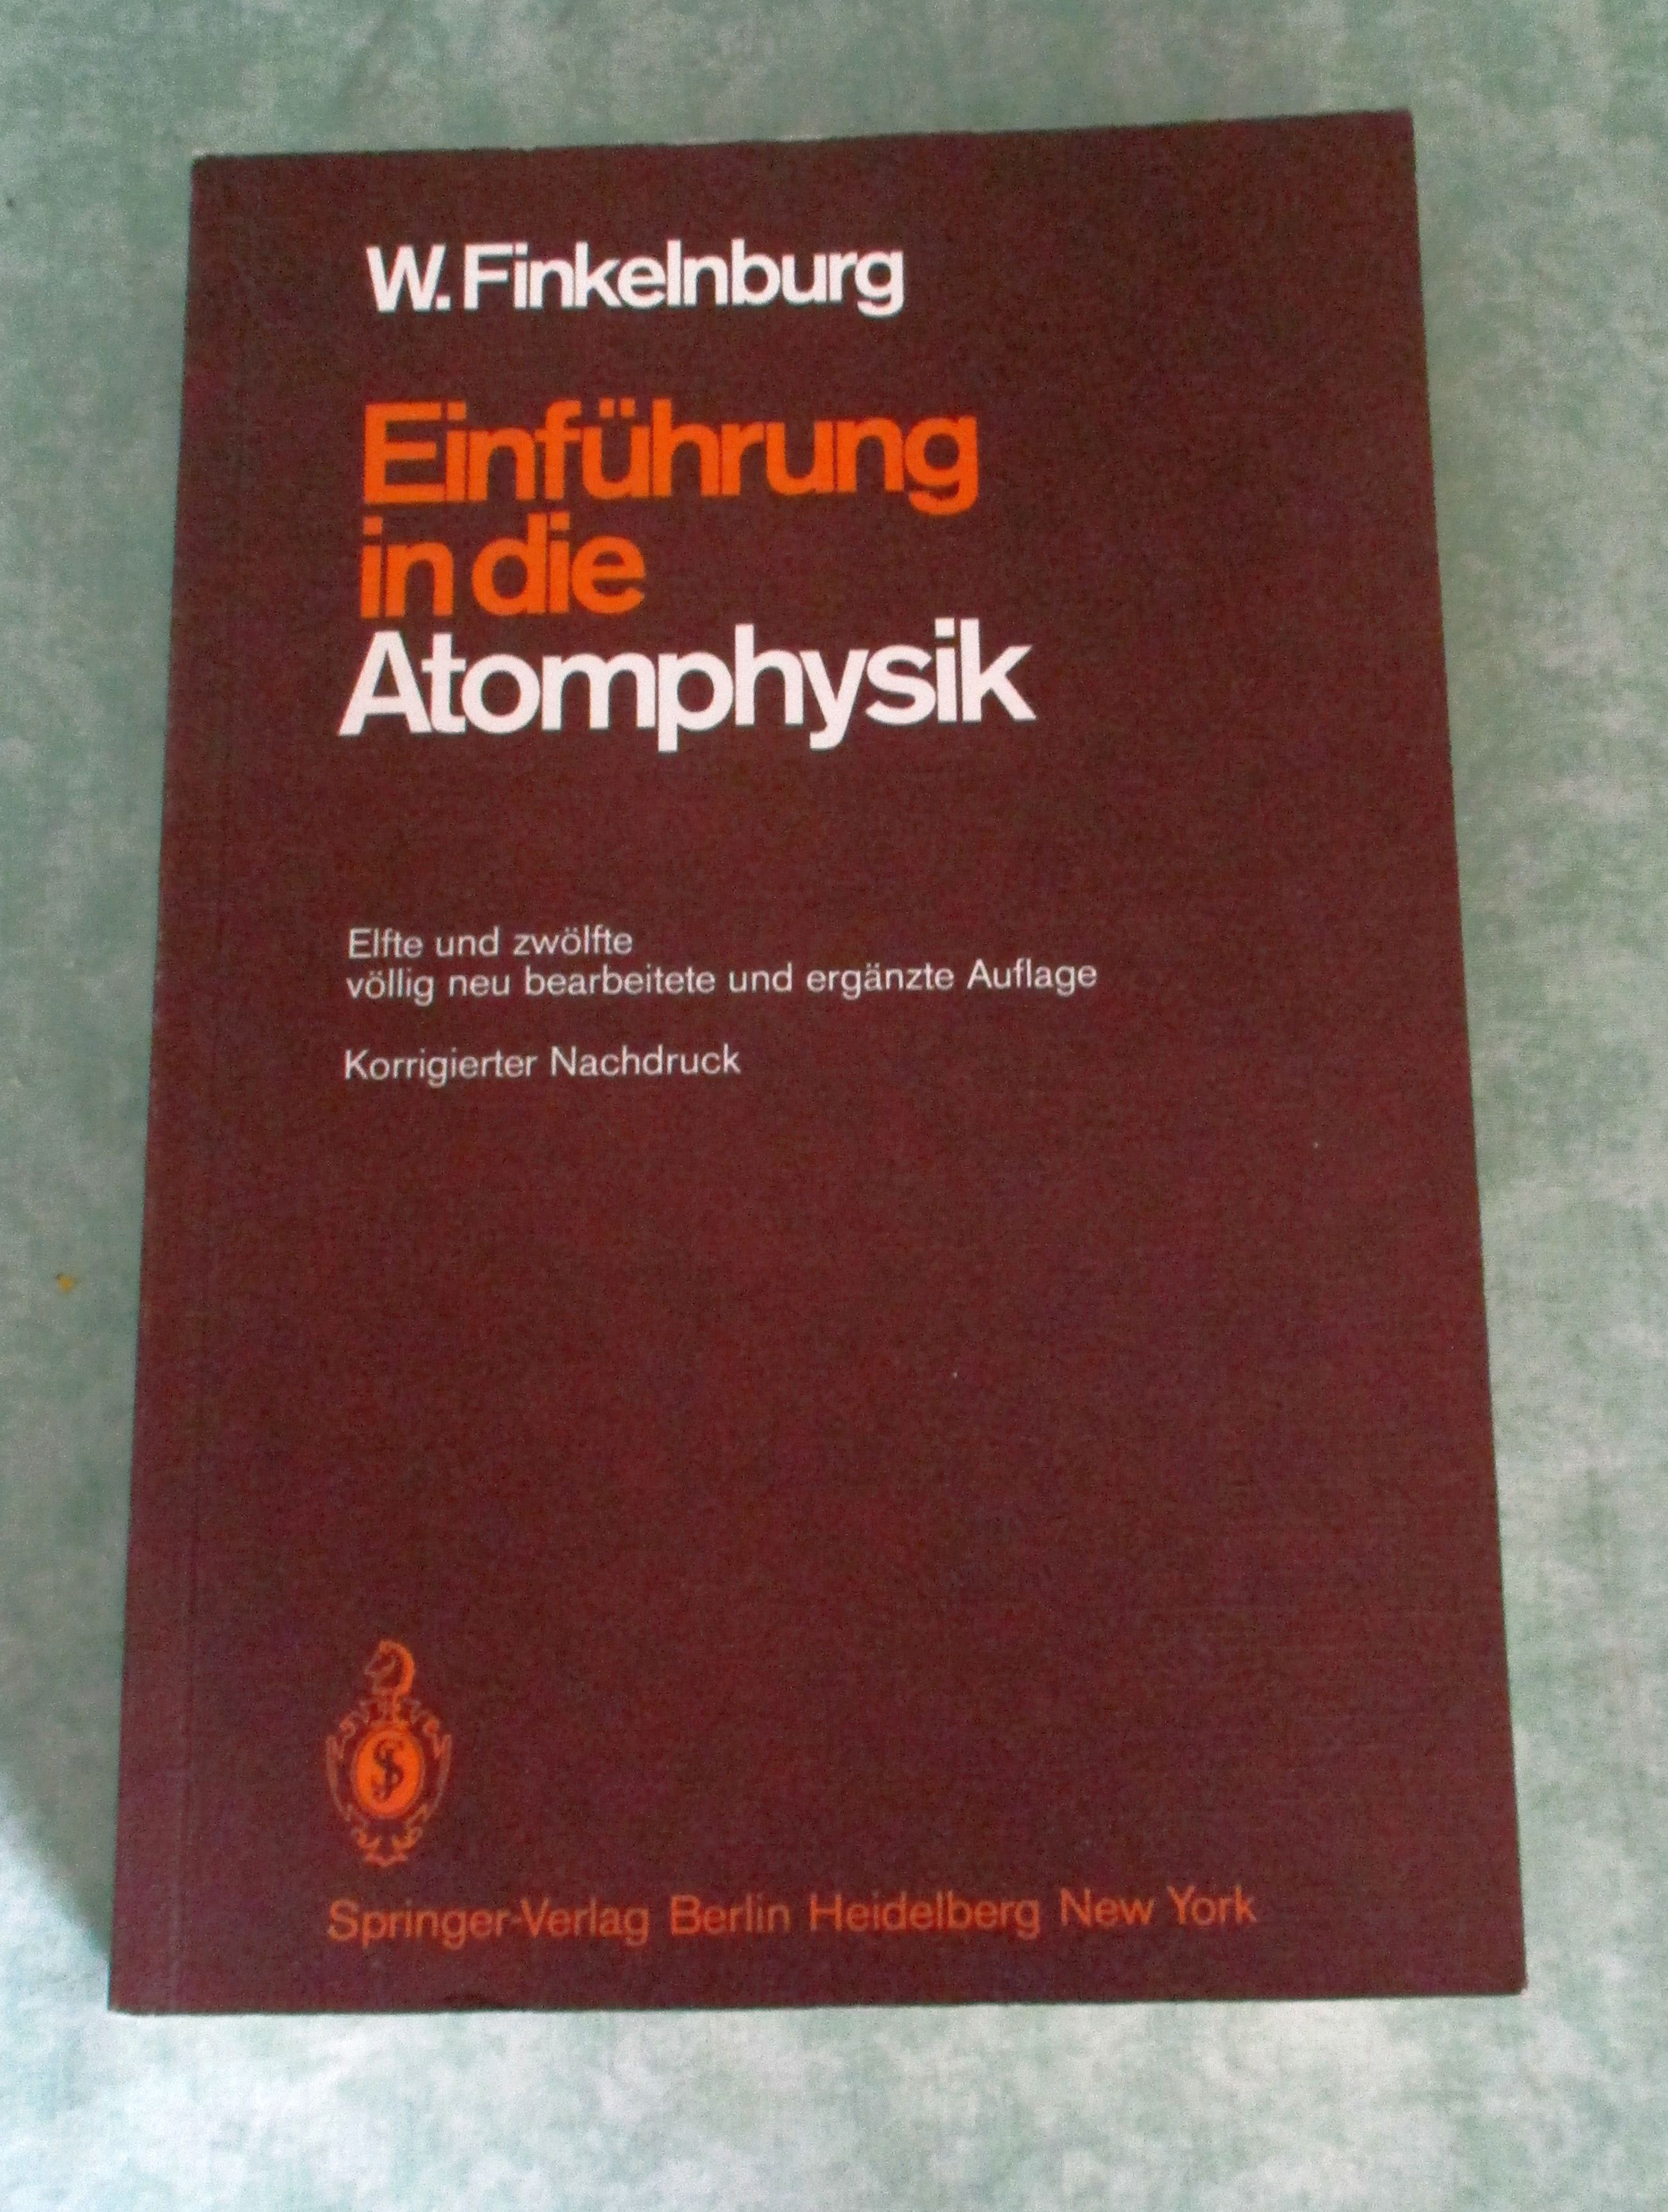 W. Finkelnburg
Einführung
in die
Atomphysik
Elfte und zwölfte
völlig neu bearbeitete und ergänzte Auflage
Korrigierter Nachdruck
Springer-Verlag Berlin Heidelberg New York